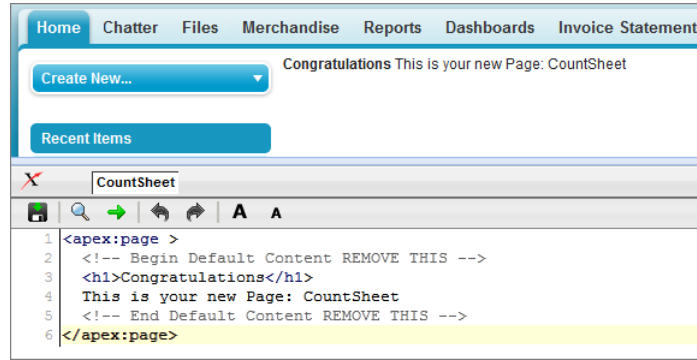 Home Chatter Files Merchandise Reports Dashboards Invoice Statement
Create New...
Congratulations This is your new Page: CountSheet
Recent Items
CountSheet
A A
1 <apex:page >
2 <!-- Begin Default Content REMOVE THIS -->
3 <h1>Congratulations</h1>
4 This is your new Page: CountSheet
5 <!-- End Default Content REMOVE THIS -->
6 </apex:page>